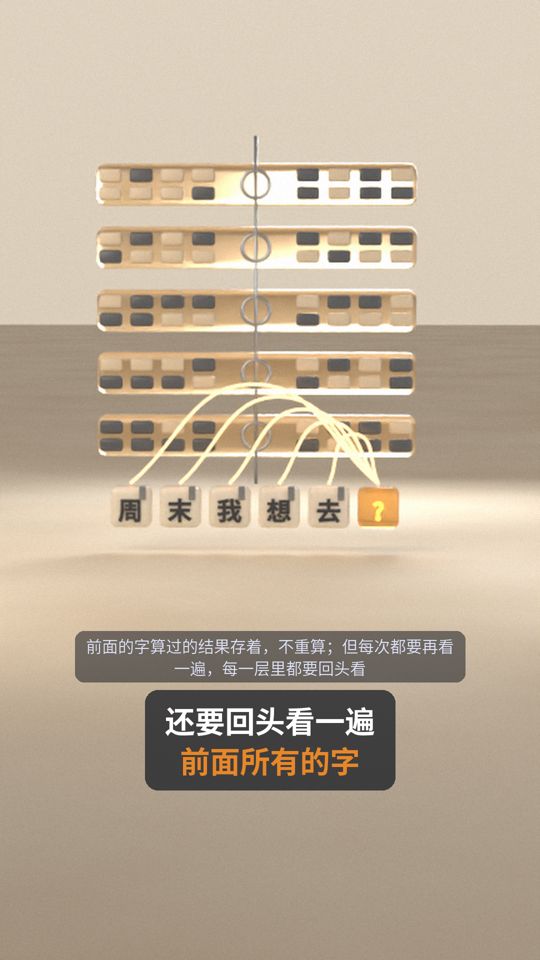 周末我想去?
前面的字算过的结果存着，不重算；但每次都要再看
一遍，每一层里都要回头看
还要回头看一遍
前面所有的字